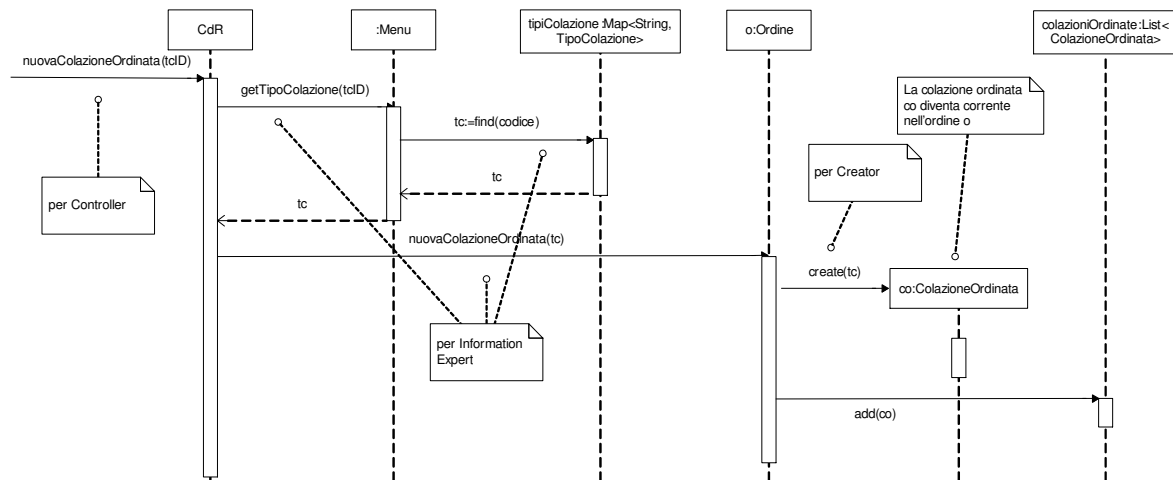 CdR
:Menu
tipiColazione:Map<String,
TipoColazione>
o:Ordine
colazioniOrdinate:List<
ColazioneOrdinata>
nuovaColazioneOrdinata(tcID)
getTipoColazione(tcID)
La colazione ordinata
co diventa corrente
nell'ordine o
tc:=find(codice)
per Creator
tc
per Controller
tc
nuovaColazioneOrdinata(tc)
create(tc)
co:ColazioneOrdinata
per Information
Expert
add(co)